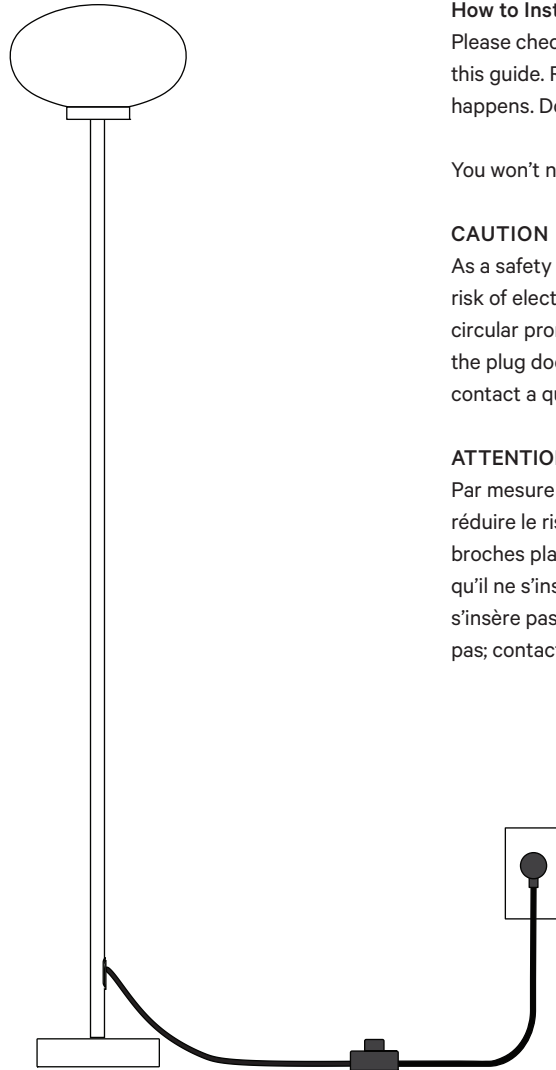 How to Inst
Please chec
this guide. F
happens. Do
You won’t n
CAUTION
As a safety
risk of elect
circular pro
the plug doe
contact a qu
ATTENTION
Par mesure
réduire le ris
broches pla
qu’il ne s’ins
s’insère pas
pas; contac